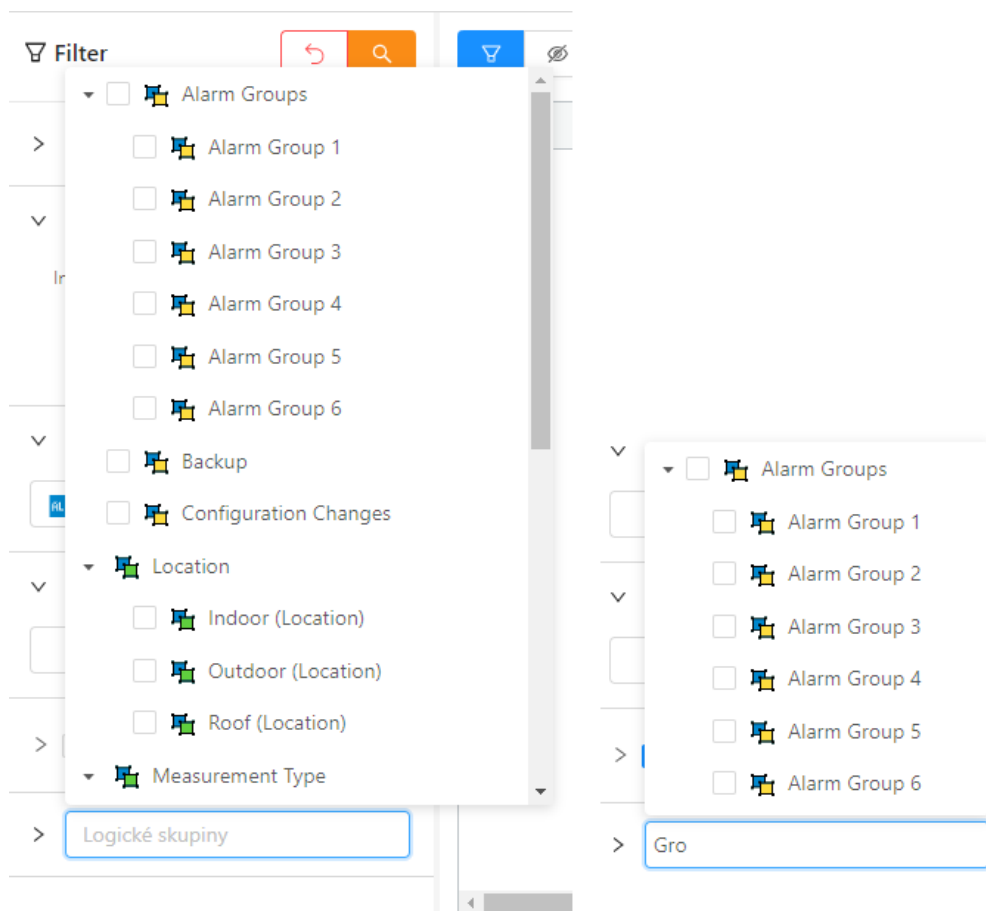 Filter
Alarm Groups
Alarm Group 1
Alarm Group 2
Alarm Group 3
Alarm Group 4
Alarm Group 5
Alarm Group 6
Backup
Configuration Changes
Location
Indoor (Location)
Outdoor (Location)
Roof (Location)
Measurement Type
Logické skupiny
Alarm Groups
Alarm Group 1
Alarm Group 2
Alarm Group 3
Alarm Group 4
Alarm Group 5
Alarm Group 6
Gro